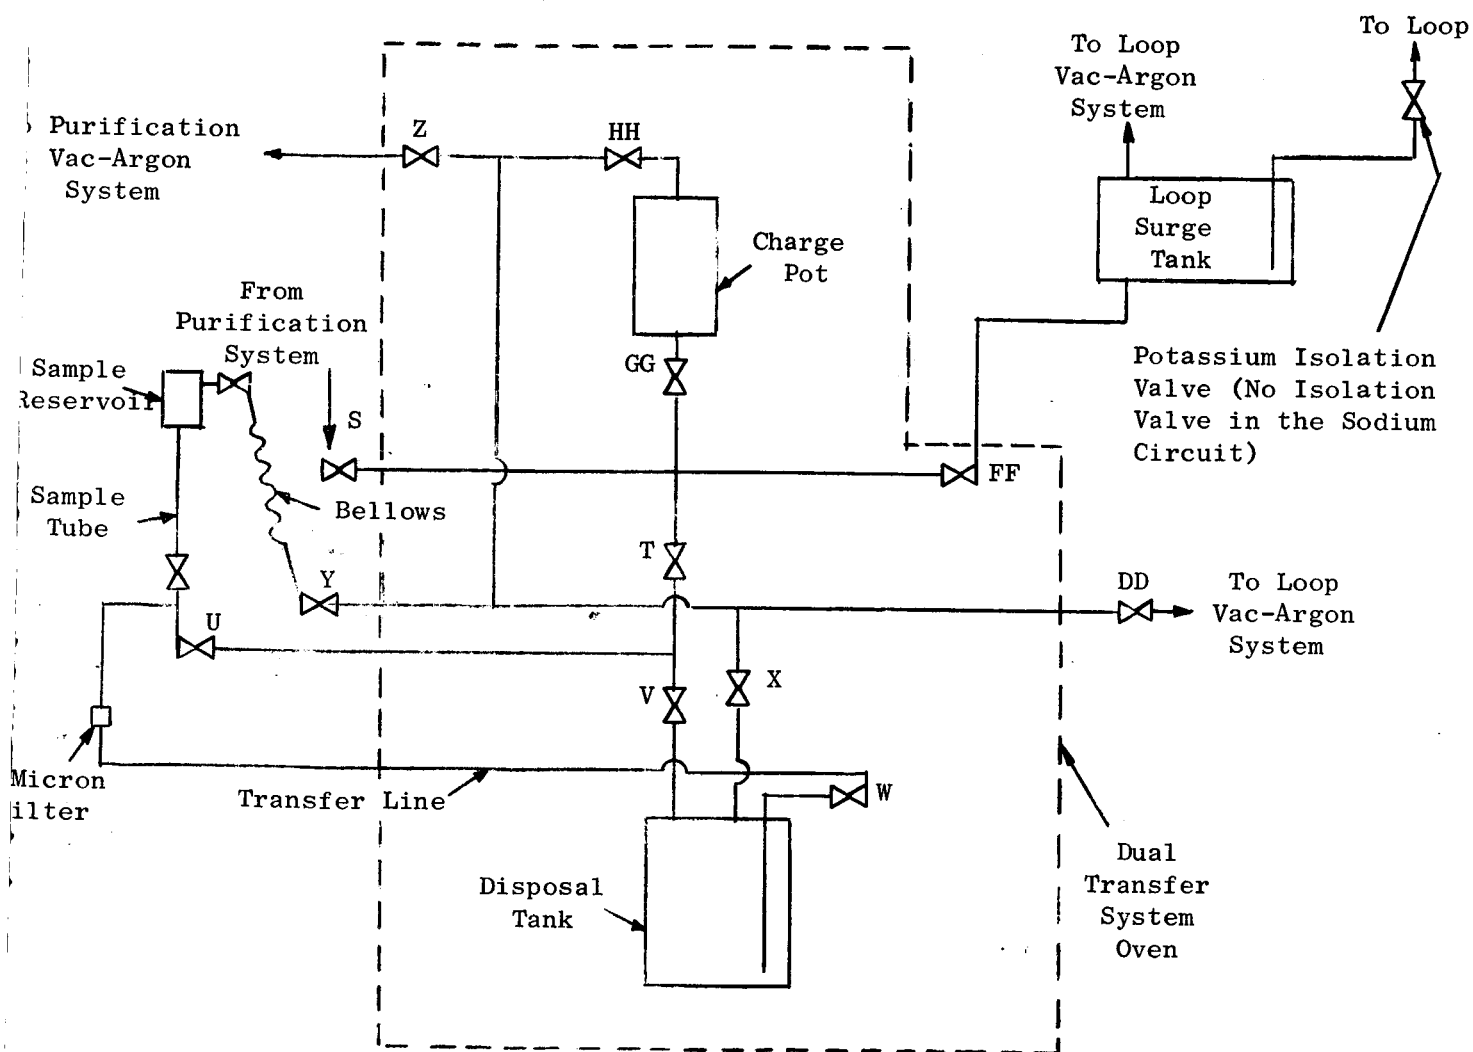 To Loop
To Loop
Vac-Argon
System
Purification
Vac-Argon
System
Z
HH
Loop
Surge
Tank
Charge
Pot
From
Purification
System
Sample
Reservoir
GG
Potassium Isolation
Valve (No Isolation
Valve in the Sodium
Circuit)
S
FF
Sample
Tube
Bellows
T
Y
DD
To Loop
Vac-Argon
System
U
V
X
Micron
ilter
Transfer Line
W
Dual
Transfer
System
Oven
Disposal
Tank